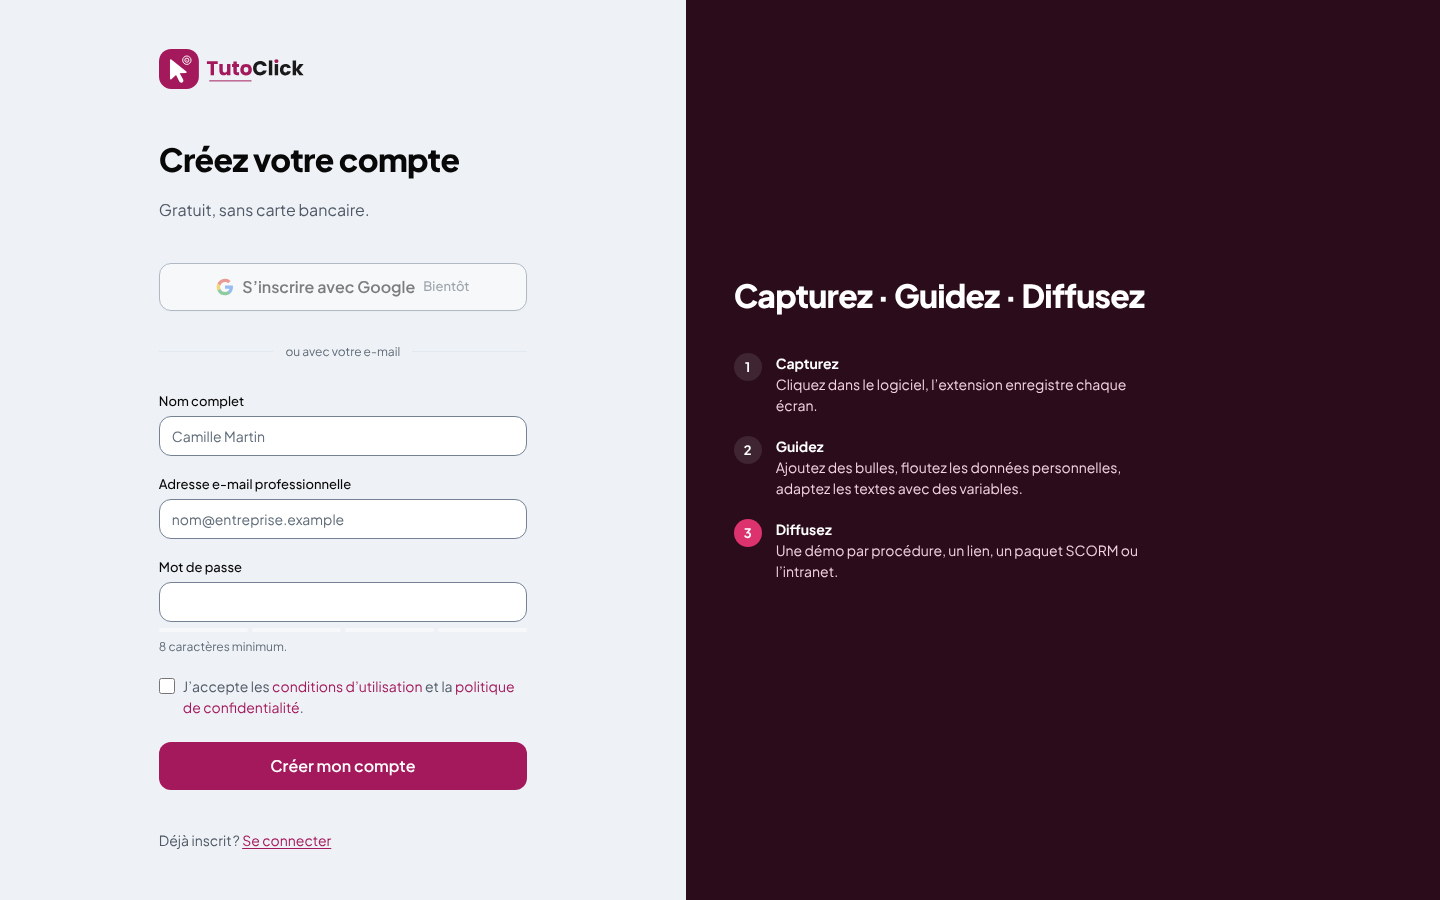 TutoClick
Créez votre compte
Gratuit, sans carte bancaire.
S’inscrire avec Google Bientôt
ou avec votre e-mail
Nom complet
Camille Martin
Adresse e-mail professionnelle
nom@entreprise.example
Mot de passe
8 caractères minimum.
J’accepte les conditions d’utilisation et la politique
de confidentialité.
Créer mon compte
Déjà inscrit ? Se connecter
Capturez · Guidez · Diffusez
1 Capturez
Cliquez dans le logiciel, l’extension enregistre chaque
écran.
2 Guidez
Ajoutez des bulles, floutez les données personnelles,
adaptez les textes avec des variables.
3 Diffusez
Une démo par procédure, un lien, un paquet SCORM ou
l’intranet.